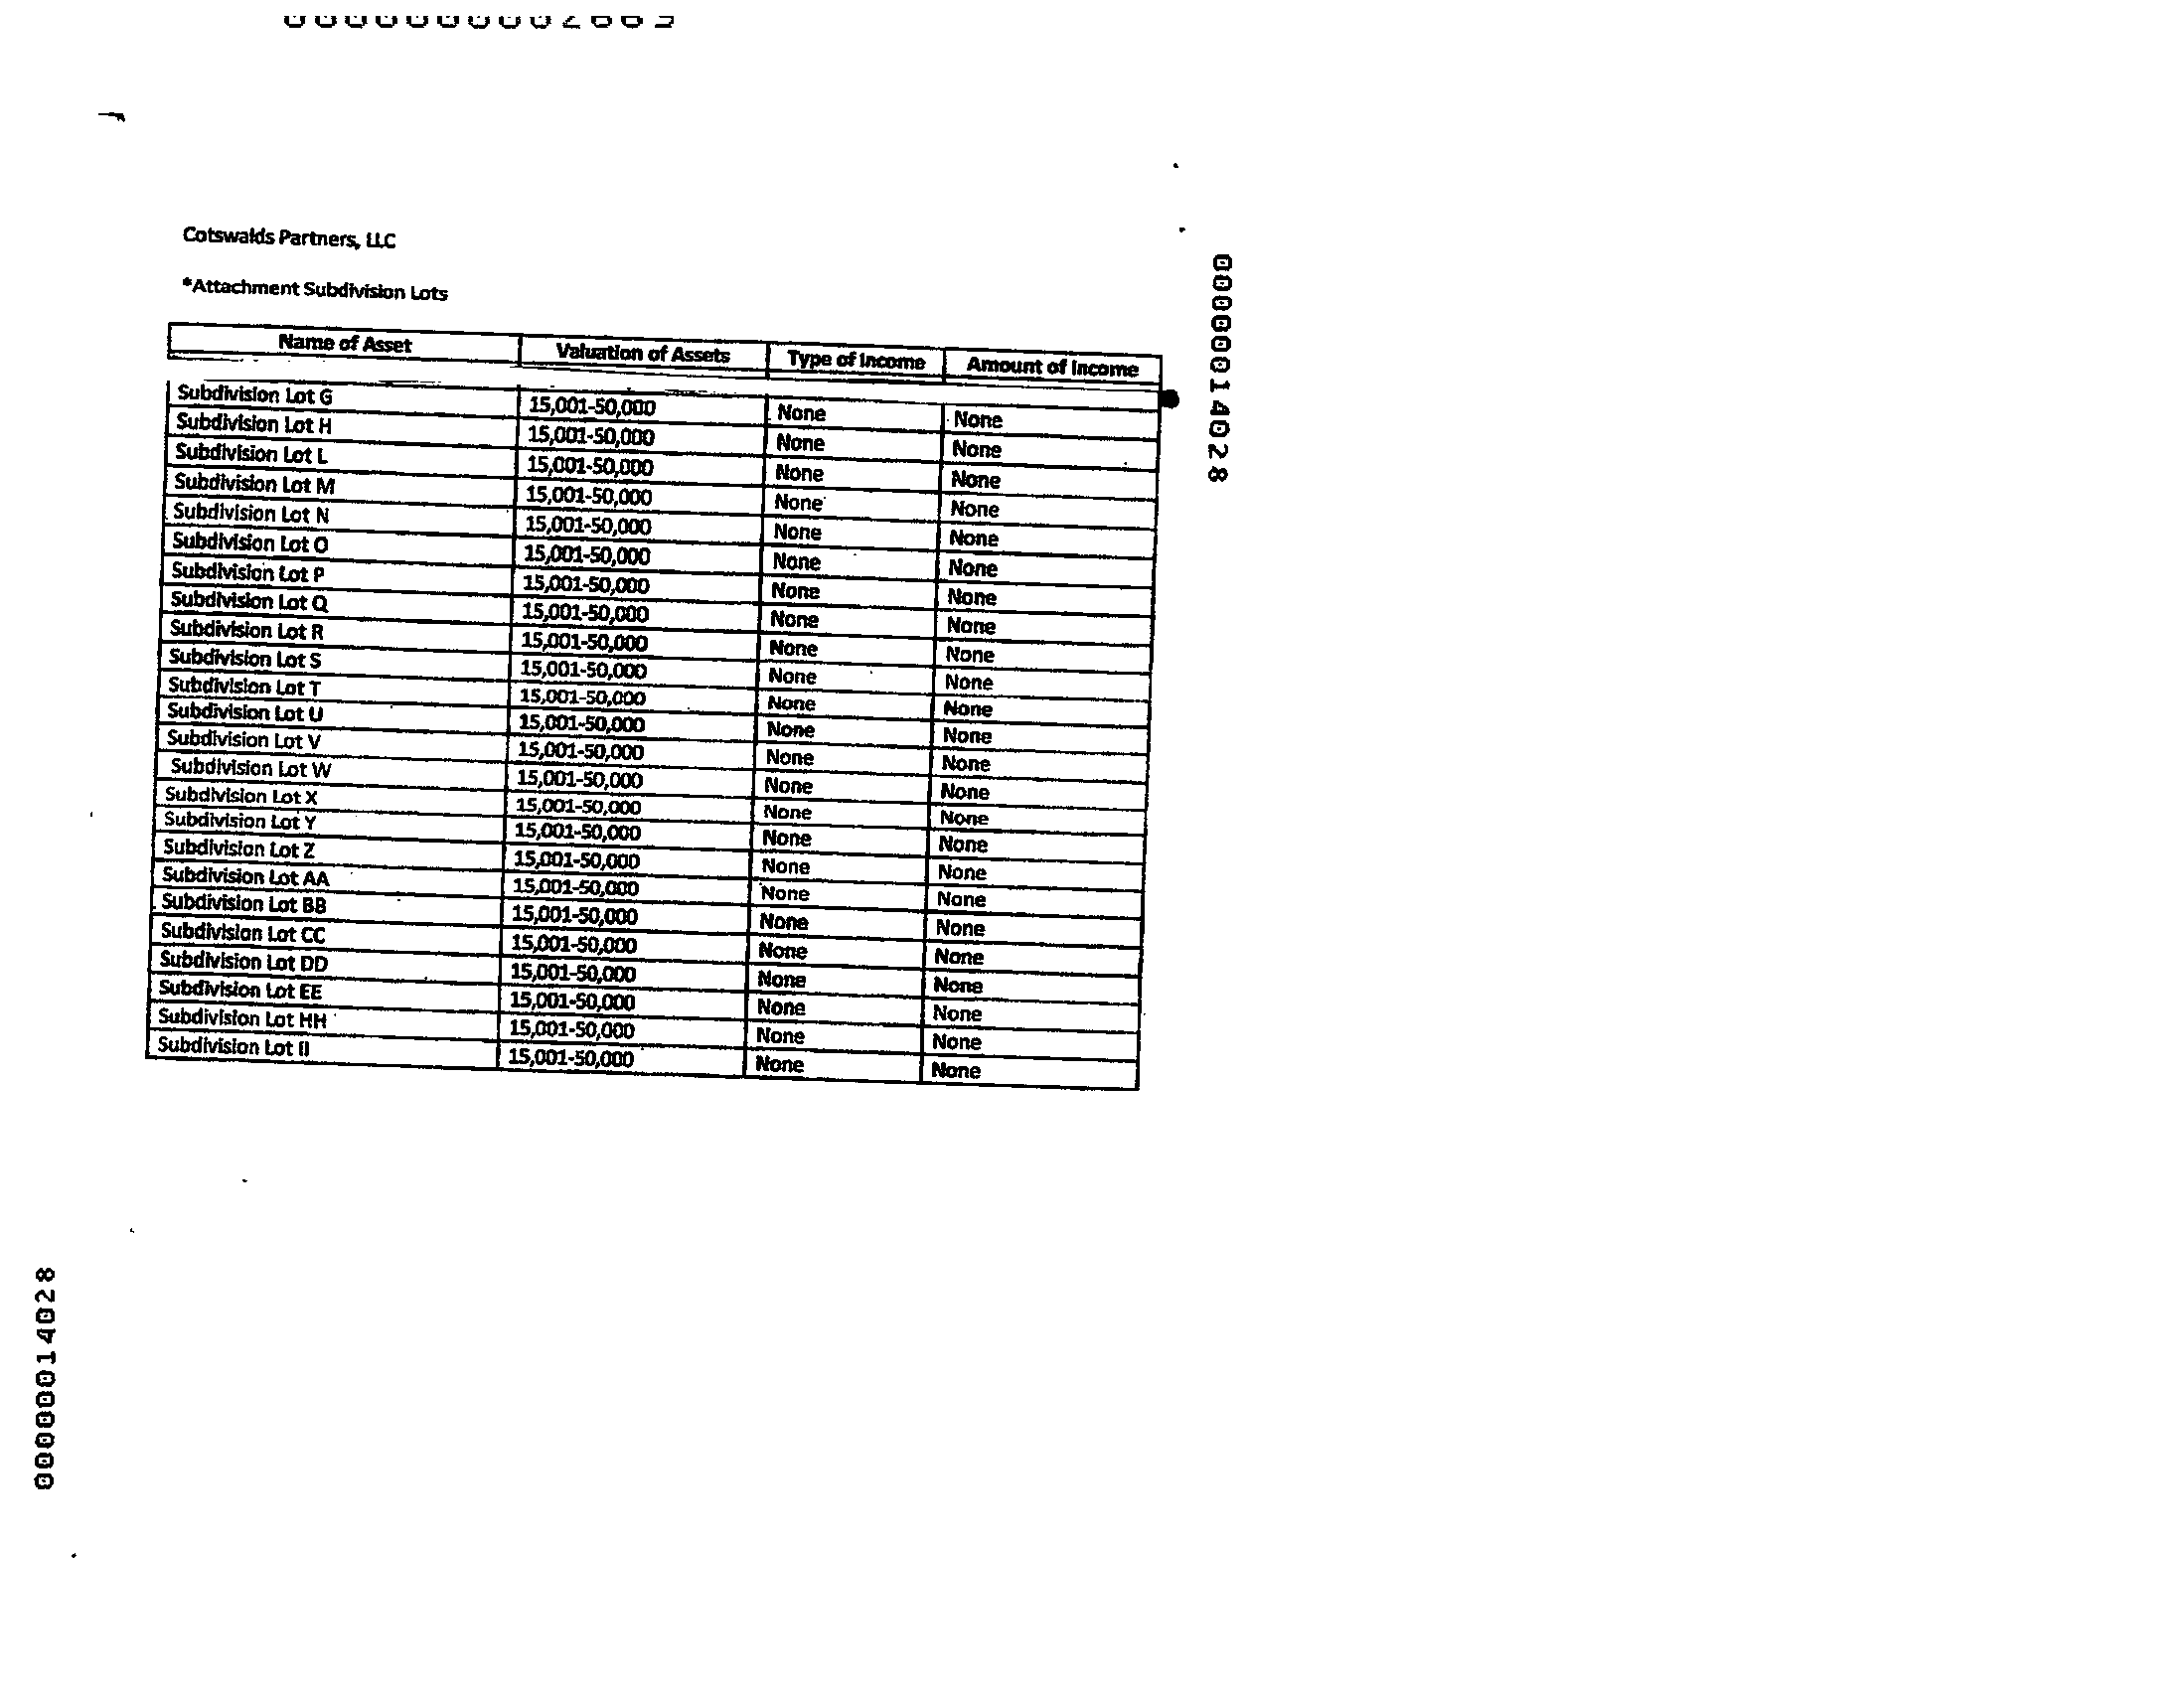 Cotswalds Partners, LLC
*Attachment Subdivision Lots
Name of Asset Valuation of Assets Type of Income Amount of Income
Subdivision Lot G 15,001-50,000 None None
Subdivision Lot H 15,001-50,000 None None
Subdivision Lot L 15,001-50,000 None None
Subdivision Lot M 15,001-50,000 None None
Subdivision Lot N 15,001-50,000 None None
Subdivision Lot O 15,001-50,000 None None
Subdivision Lot P 15,001-50,000 None None
Subdivision Lot Q 15,001-50,000 None None
Subdivision Lot R 15,001-50,000 None None
Subdivision Lot S 15,001-50,000 None None
Subdivision Lot T 15,001-50,000 None None
Subdivision Lot U 15,001-50,000 None None
Subdivision Lot V 15,001-50,000 None None
Subdivision Lot W 15,001-50,000 None None
Subdivision Lot X 15,001-50,000 None None
Subdivision Lot Y 15,001-50,000 None None
Subdivision Lot Z 15,001-50,000 None None
Subdivision Lot AA 15,001-50,000 None None
Subdivision Lot BB 15,001-50,000 None None
Subdivision Lot CC 15,001-50,000 None None
Subdivision Lot DD 15,001-50,000 None None
Subdivision Lot EE 15,001-50,000 None None
Subdivision Lot HH 15,001-50,000 None None
Subdivision Lot II 15,001-50,000 None None
00000014028
00000014028